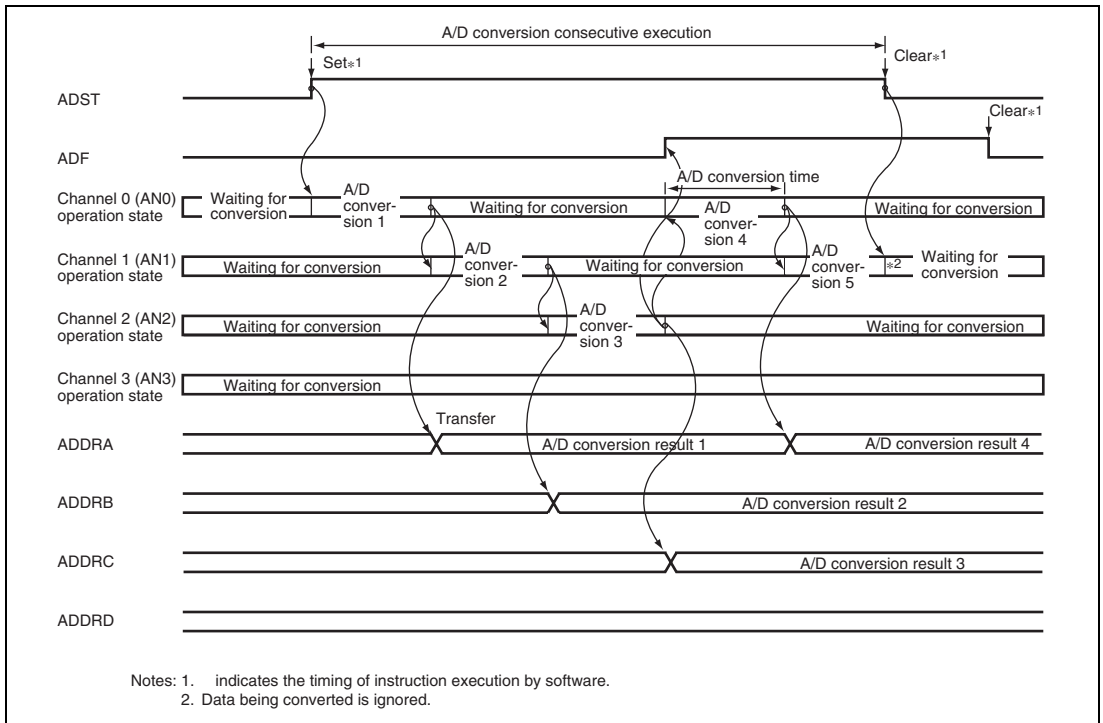 A/D conversion consecutive execution
Set*1
Clear*1
ADST
Clear*1
ADF
A/D conversion time
Channel 0 (AN0)
operation state
Waiting for
conversion
A/D
conver-
sion 1
Waiting for conversion
A/D
conver-
sion 4
Waiting for conversion
Channel 1 (AN1)
operation state
Waiting for conversion
A/D
conver-
sion 2
Waiting for conversion
A/D
conver-
sion 5
*2
Waiting for
conversion
Channel 2 (AN2)
operation state
Waiting for conversion
A/D
conver-
sion 3
Waiting for conversion
Channel 3 (AN3)
operation state
Waiting for conversion
Transfer
ADDRA
A/D conversion result 1
A/D conversion result 4
ADDRB
A/D conversion result 2
ADDRC
A/D conversion result 3
ADDRD
Notes: 1. indicates the timing of instruction execution by software.
2. Data being converted is ignored.